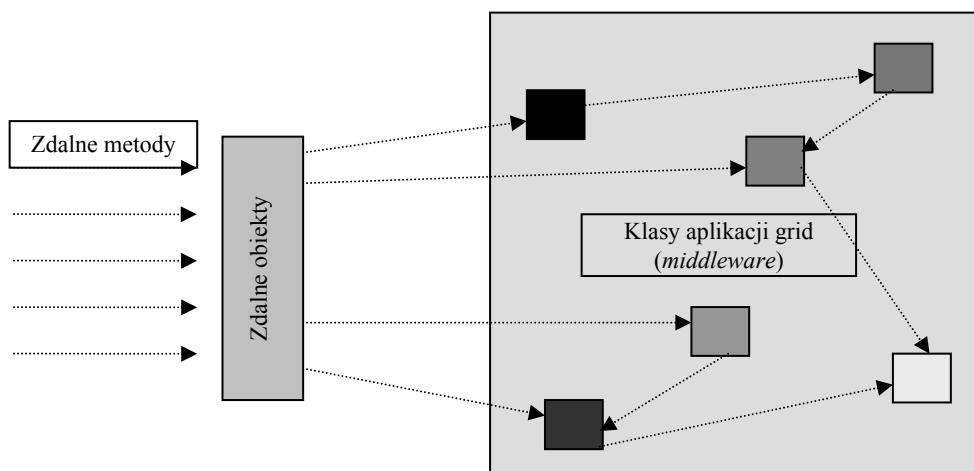 Zdalne metody
Zdalne obiekty
Klasy aplikacji grid
(middleware)